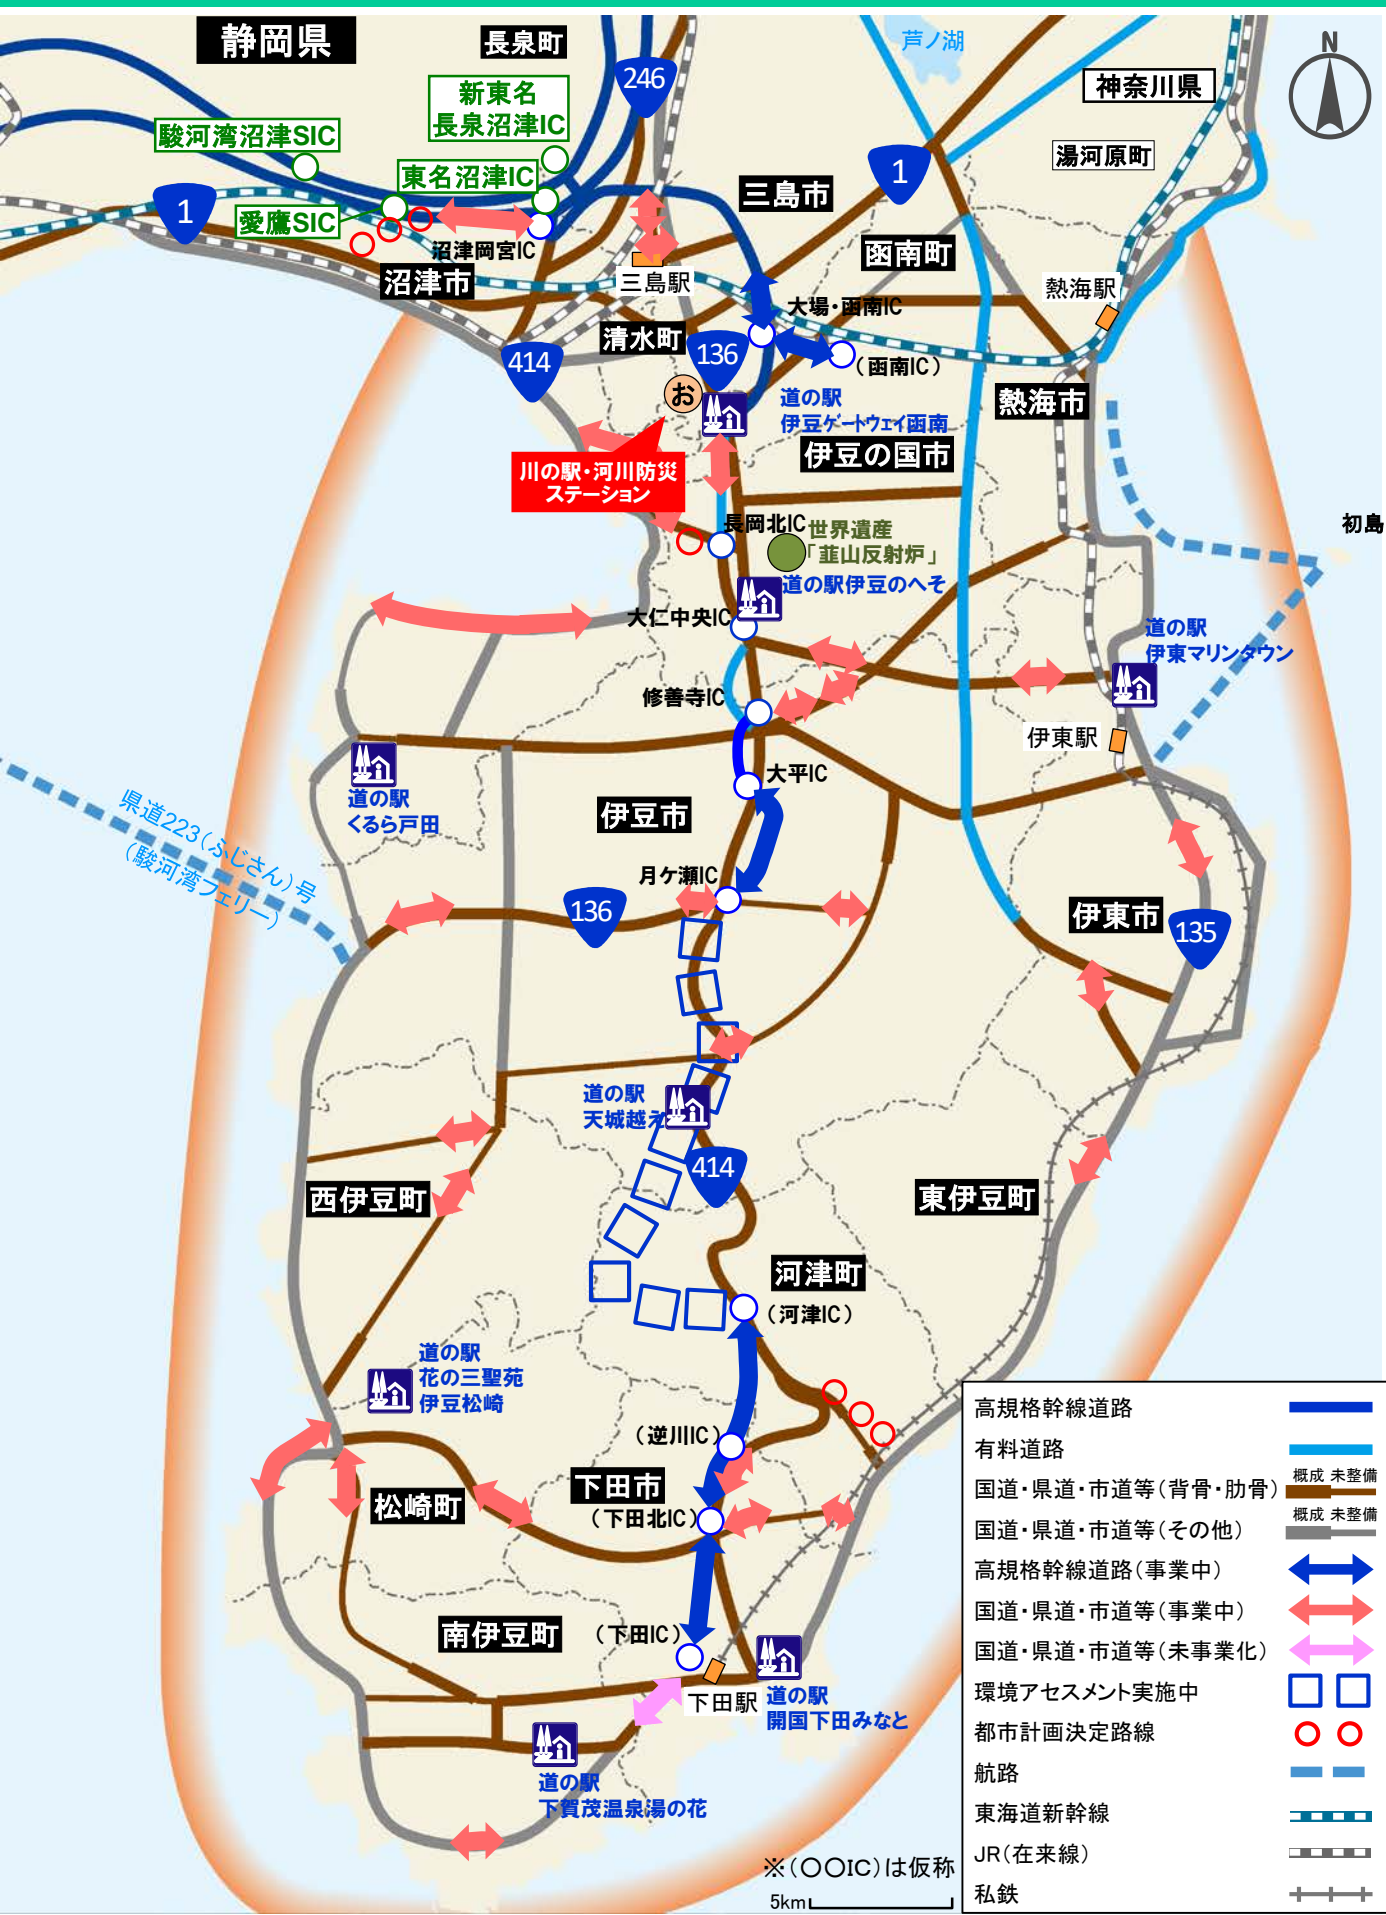 静岡県
長泉町
246
芦ノ湖
神奈川県
N
湯河原町
新東名
長泉沼津IC
駿河湾沼津SIC
東名沼津IC
愛鷹SIC
1
1
三島市
函南町
沼津岡宮IC
沼津市
三島駅
熱海駅
大場・函南IC
清水町
136
414
(函南IC)
お
道の駅
伊豆ゲートウェイ函南
熱海市
伊豆の国市
川の駅・河川防災
ステーション
長岡北IC
世界遺産
「韮山反射炉」
初島
道の駅伊豆のへそ
大仁中央IC
道の駅
伊東マリンタウン
修善寺IC
伊東駅
大平IC
道の駅
くるら戸田
伊豆市
県道223(ふじさん)号
(駿河湾フェリー)
月ケ瀬IC
136
伊東市
135
道の駅
天城越え
414
西伊豆町
東伊豆町
河津町
(河津IC)
道の駅
花の三聖苑
伊豆松崎
(逆川IC)
下田市
松崎町
(下田北IC)
南伊豆町
(下田IC)
下田駅
道の駅
開国下田みなと
道の駅
下賀茂温泉湯の花
※(〇〇IC)は仮称
5km
高規格幹線道路
有料道路
国道・県道・市道等(背骨・肋骨) 概成 未整備
国道・県道・市道等(その他) 概成 未整備
高規格幹線道路(事業中)
国道・県道・市道等(事業中)
国道・県道・市道等(未事業化)
環境アセスメント実施中
都市計画決定路線
航路
東海道新幹線
JR(在来線)
私鉄